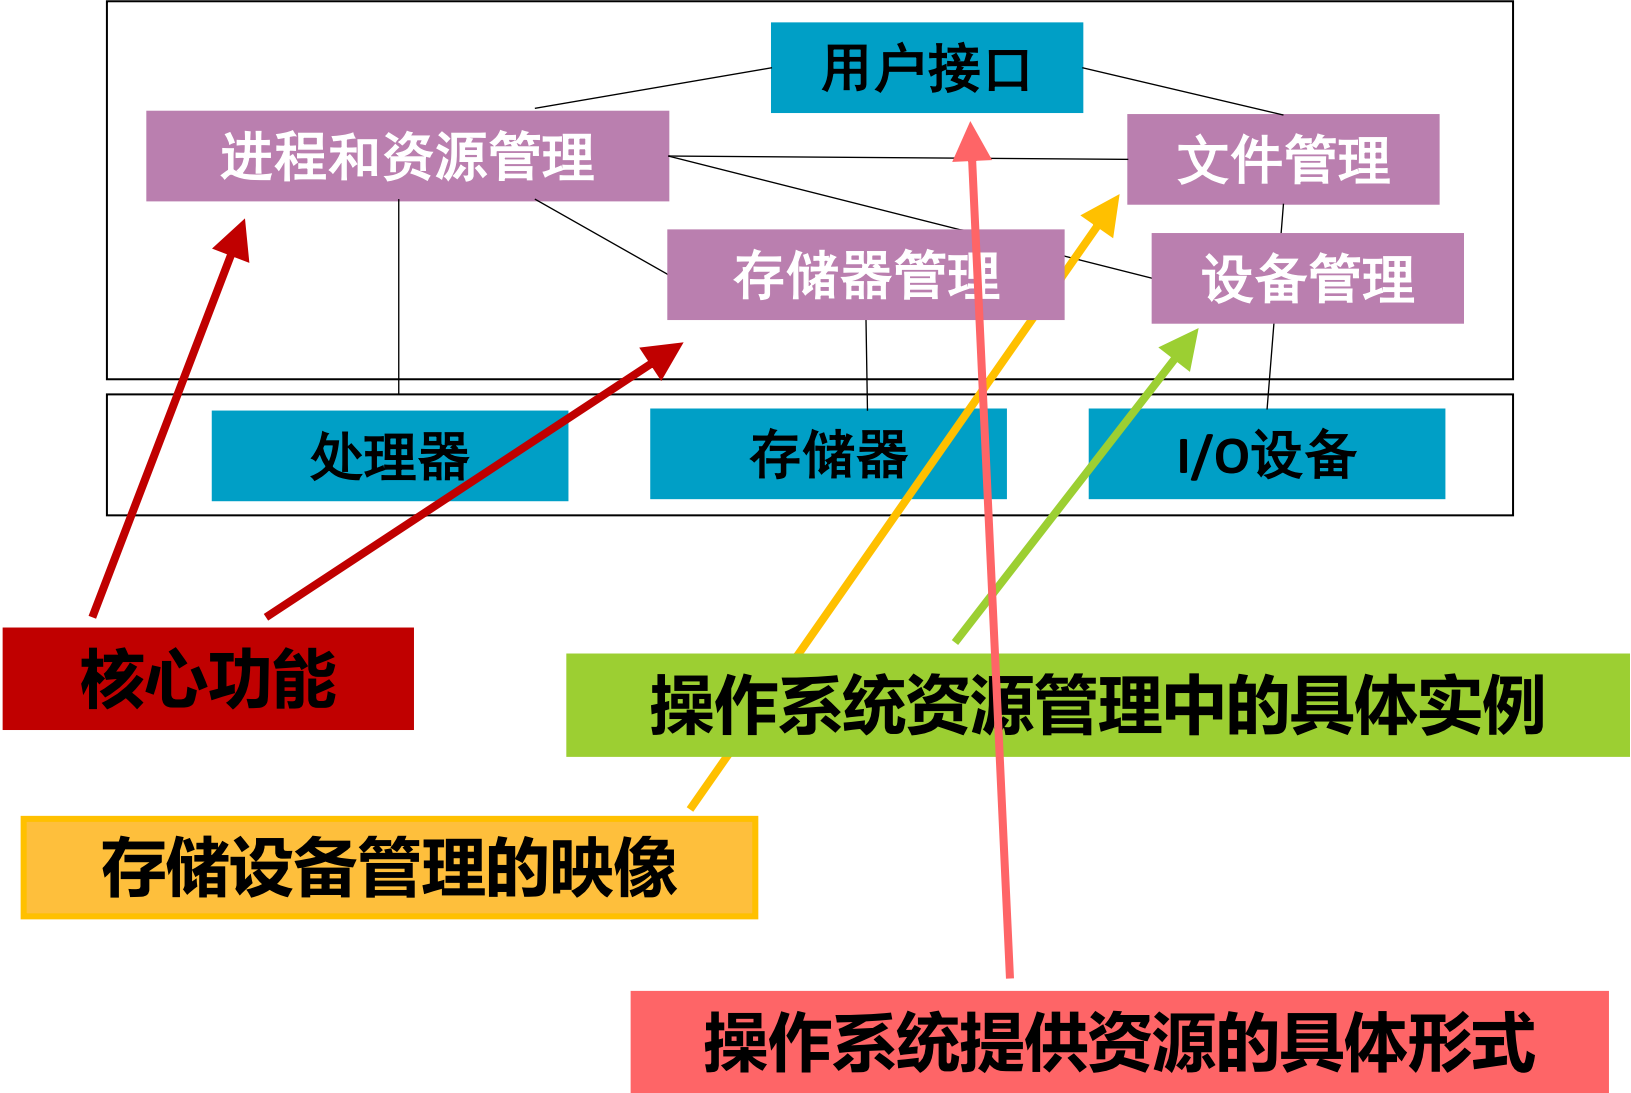 用户接口
进程和资源管理
文件管理
存储器管理
设备管理
处理器
存储器
I/O设备
核心功能
操作系统资源管理中的具体实例
存储设备管理的映像
操作系统提供资源的具体形式